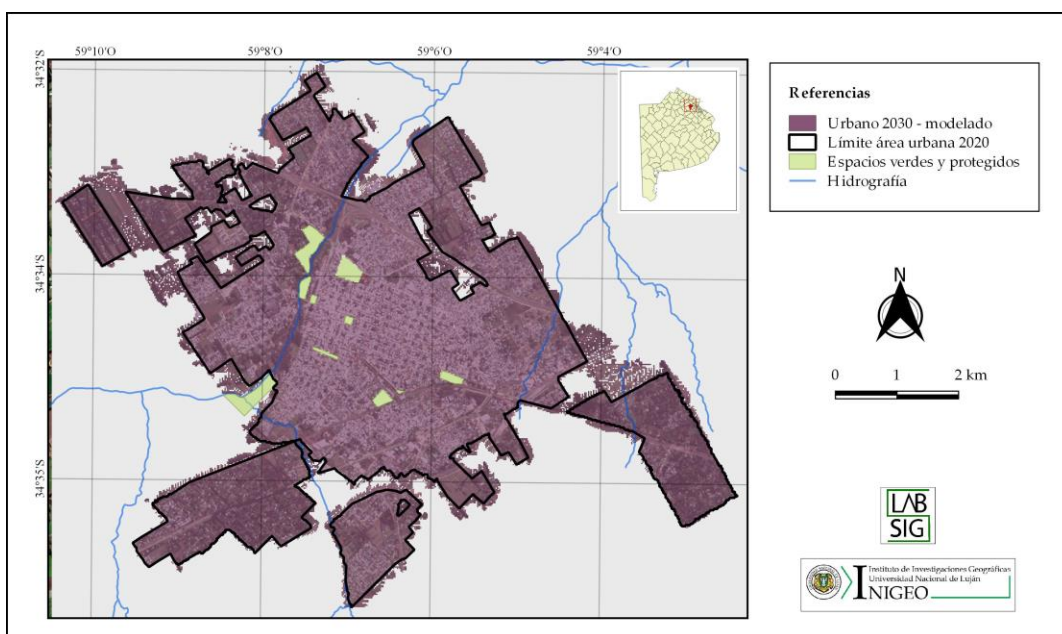 59°10'O 59°8'O 59°6'O 59°4'O
34°32'S
34°34'S
34°35'S
Referencias
Urbano 2030 - modelado
Límite área urbana 2020
Espacios verdes y protegidos
Hidrografía
N
0 1 2 km
LAB
SIG
Instituto de Investigaciones Geográficas
Universidad Nacional de Luján
INIGEO